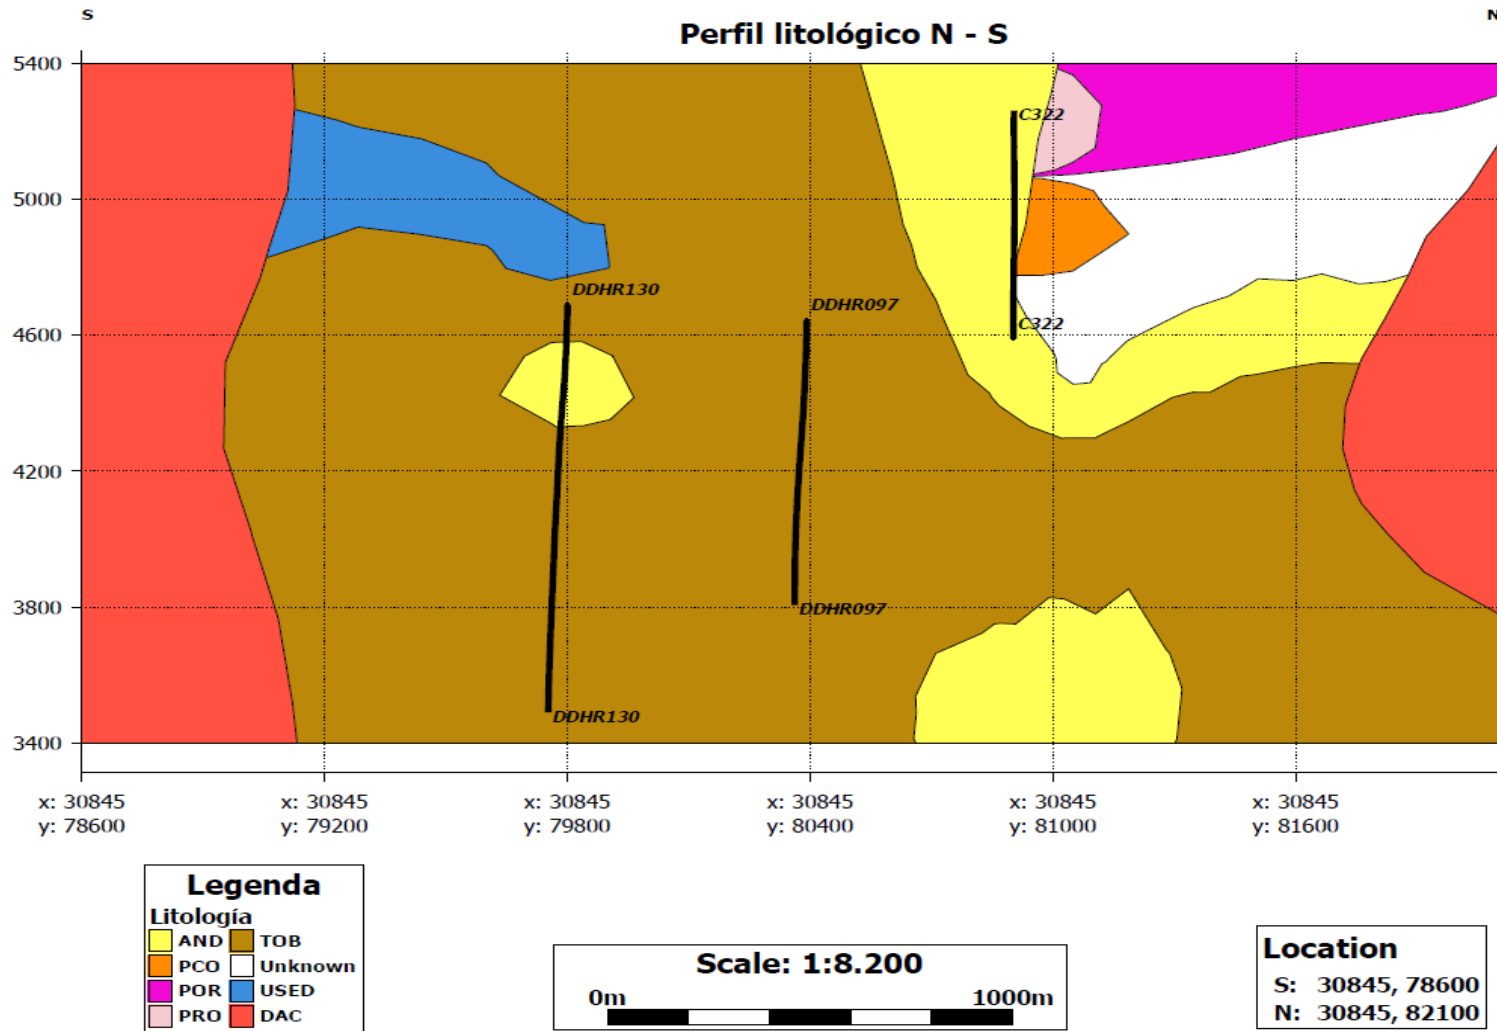 S
N
Perfil litológico N - S
5400
C322
5000
DDHR130
DDHR097
4600
C322
4200
3800
DDHR097
DDHR130
3400
x: 30845 x: 30845 x: 30845 x: 30845 x: 30845 x: 30845
y: 78600 y: 79200 y: 79800 y: 80400 y: 81000 y: 81600
Legenda
Litología
AND TOB
PCO Unknown
POR USED
PRO DAC
Scale: 1:8.200
0m 1000m
Location
S: 30845, 78600
N: 30845, 82100